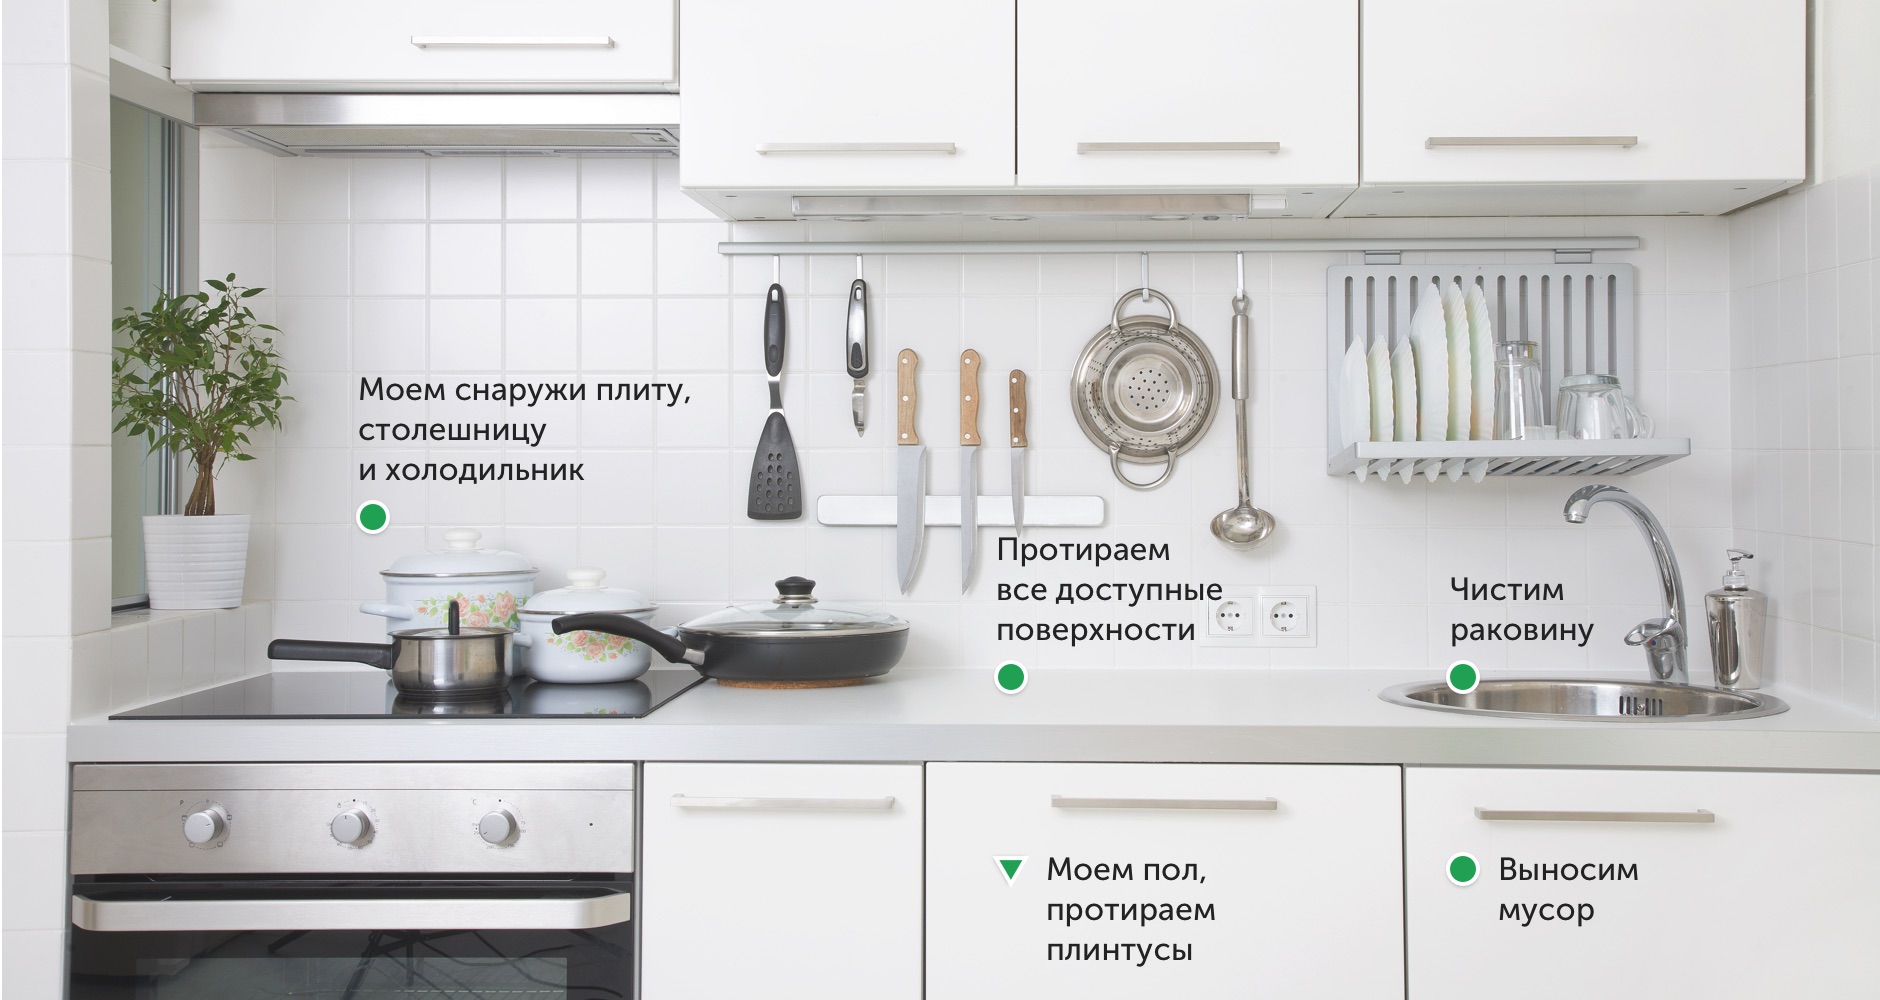 Моем снаружи плиту,
столешницу
и холодильник
Протираем
все доступные
поверхности
Чистим
раковину
Моем пол,
протираем
плинтусы
Выносим
мусор